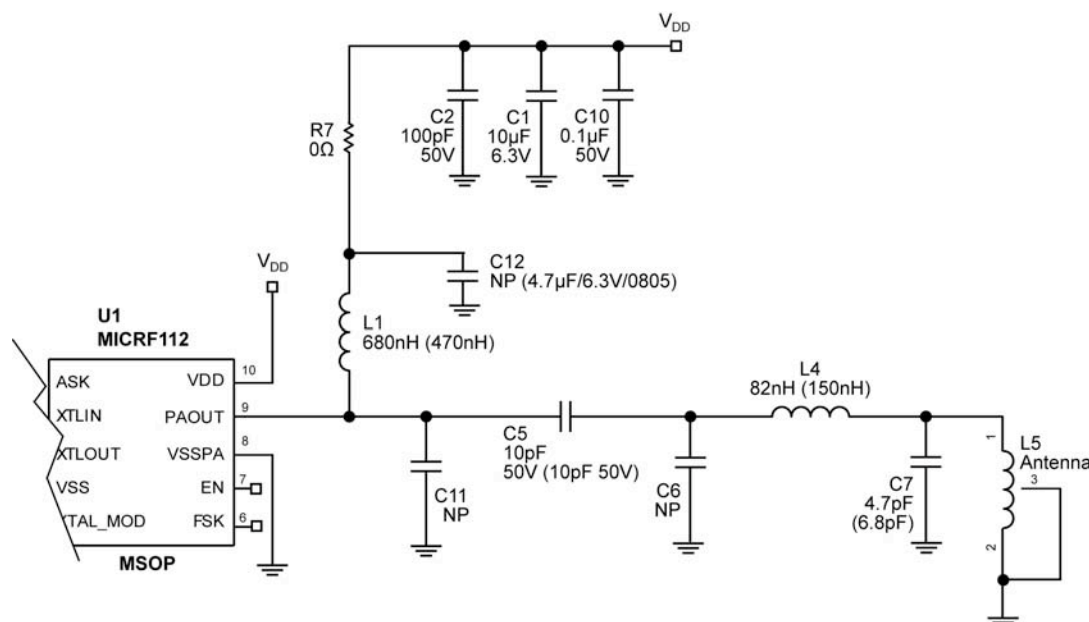 V_DD
R7
0Ω
C2
100pF
50V
C1
10µF
6.3V
C10
0.1µF
50V
C12
NP (4.7µF/6.3V/0805)
V_DD
L1
680nH (470nH)
U1
MICRF112
ASK VDD 10
XTLIN PAOUT 9
XTLOUT VSSPA 8
VSS EN 7
TAL_MOD FSK 6
MSOP
C11
NP
C5
10pF
50V (10pF 50V)
C6
NP
L4
82nH (150nH)
C7
4.7pF
(6.8pF)
L5
Antenna
1
3
2